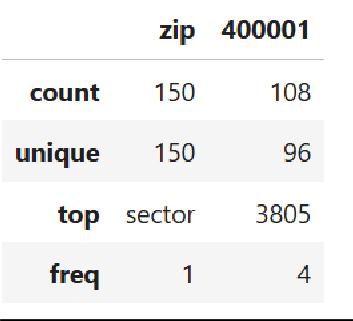 zip 400001
count 150 108
unique 150 96
top sector 3805
freq 1 4